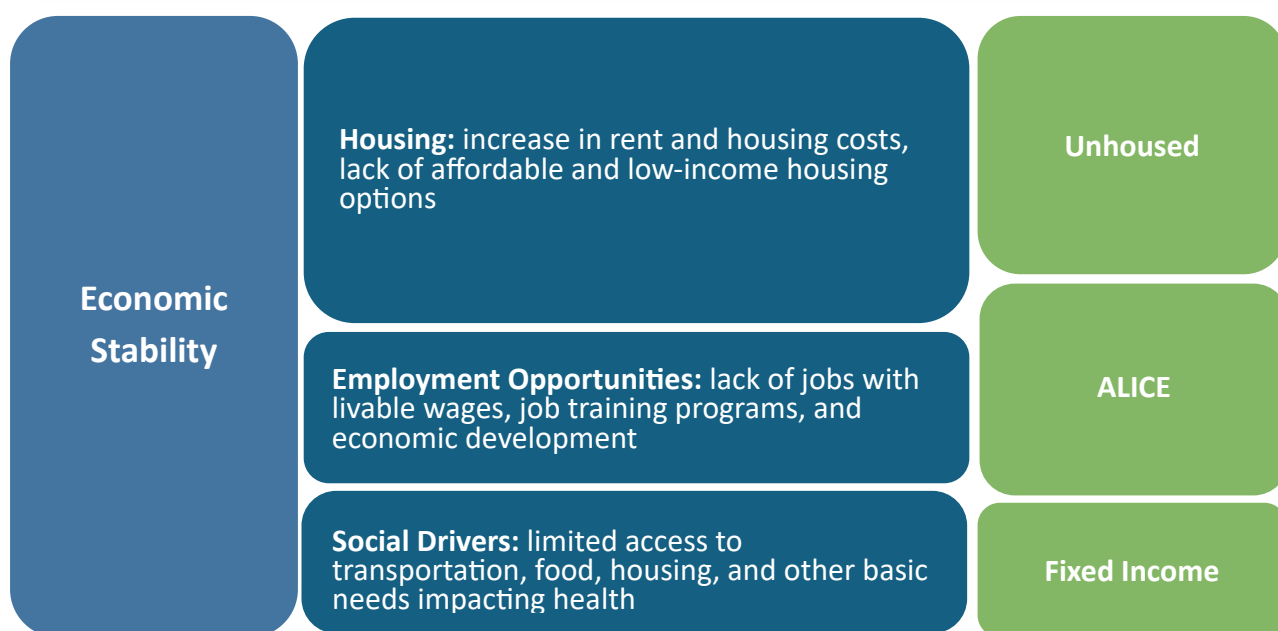 Economic
Stability
Housing: increase in rent and housing costs,
lack of affordable and low-income housing
options
Unhoused
Employment Opportunities: lack of jobs with
livable wages, job training programs, and
economic development
ALICE
Social Drivers: limited access to
transportation, food, housing, and other basic
needs impacting health
Fixed Income